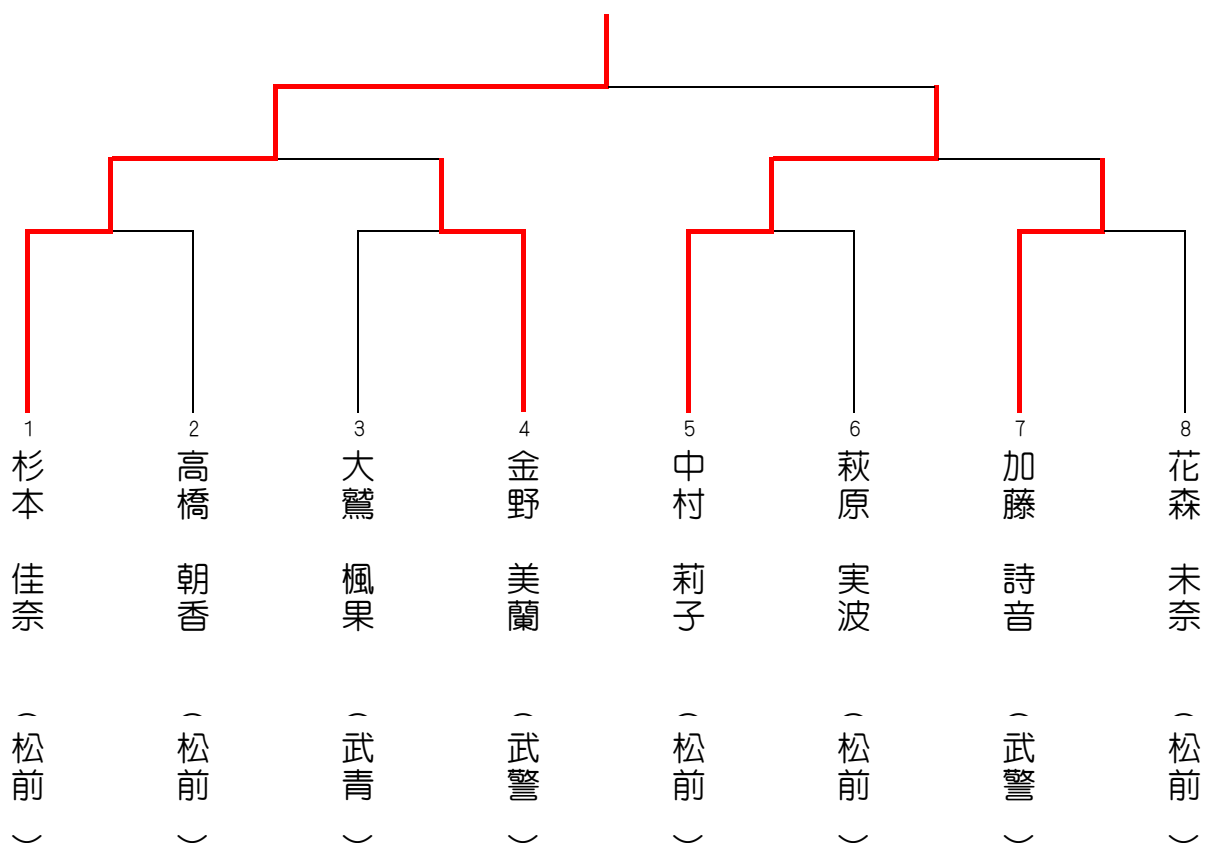 1
杉本 佳奈 (松前)
2
高橋 朝香 (松前)
3
大鷲 楓果 (武青)
4
金野 美蘭 (武警)
5
中村 莉子 (松前)
6
萩原 実波 (松前)
7
加藤 詩音 (武警)
8
花森 未奈 (松前)